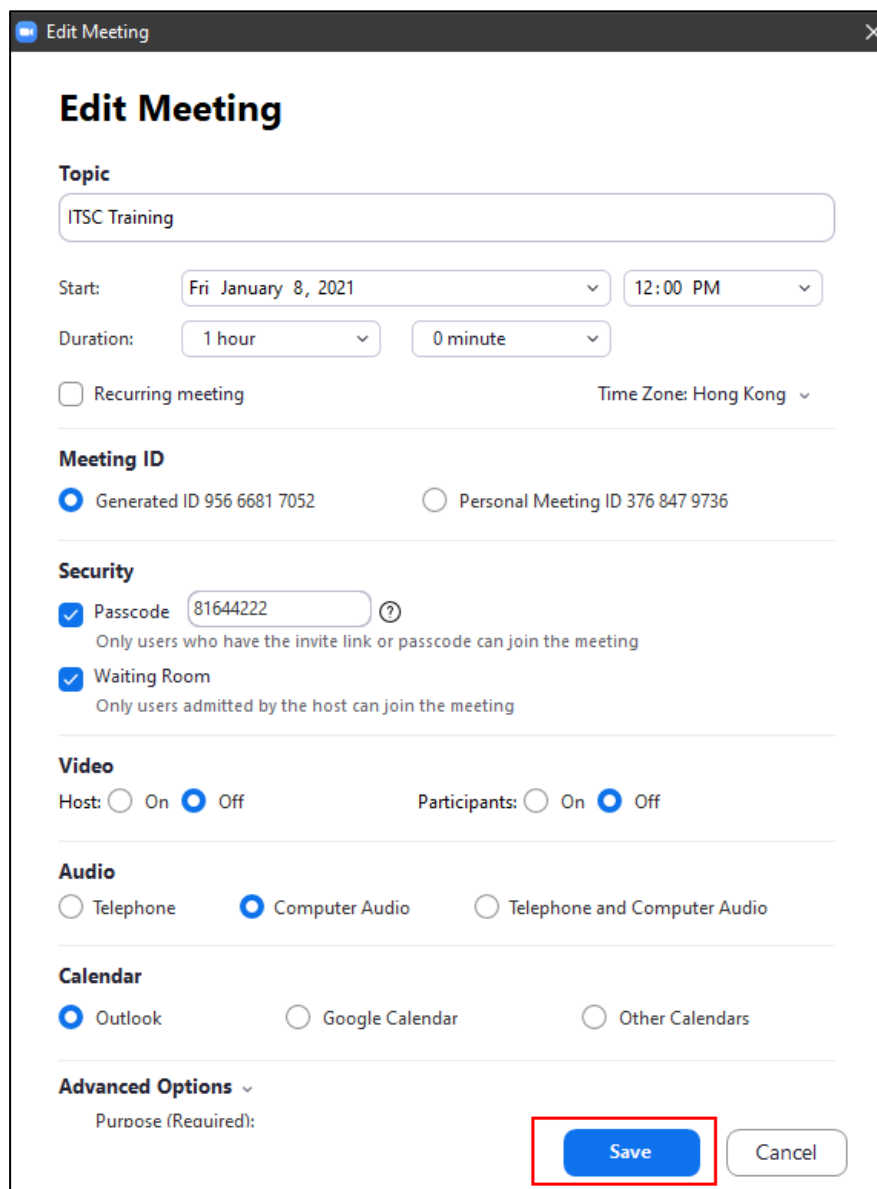 Edit Meeting
Edit Meeting
Topic
ITSC Training
Start: Fri January 8, 2021 12:00 PM
Duration: 1 hour 0 minute
Recurring meeting Time Zone: Hong Kong
Meeting ID
Generated ID 956 6681 7052 Personal Meeting ID 376 847 9736
Security
Passcode 81644222 ?
Only users who have the invite link or passcode can join the meeting
Waiting Room
Only users admitted by the host can join the meeting
Video
Host: On Off Participants: On Off
Audio
Telephone Computer Audio Telephone and Computer Audio
Calendar
Outlook Google Calendar Other Calendars
Advanced Options
Purpose (Required):
Save Cancel